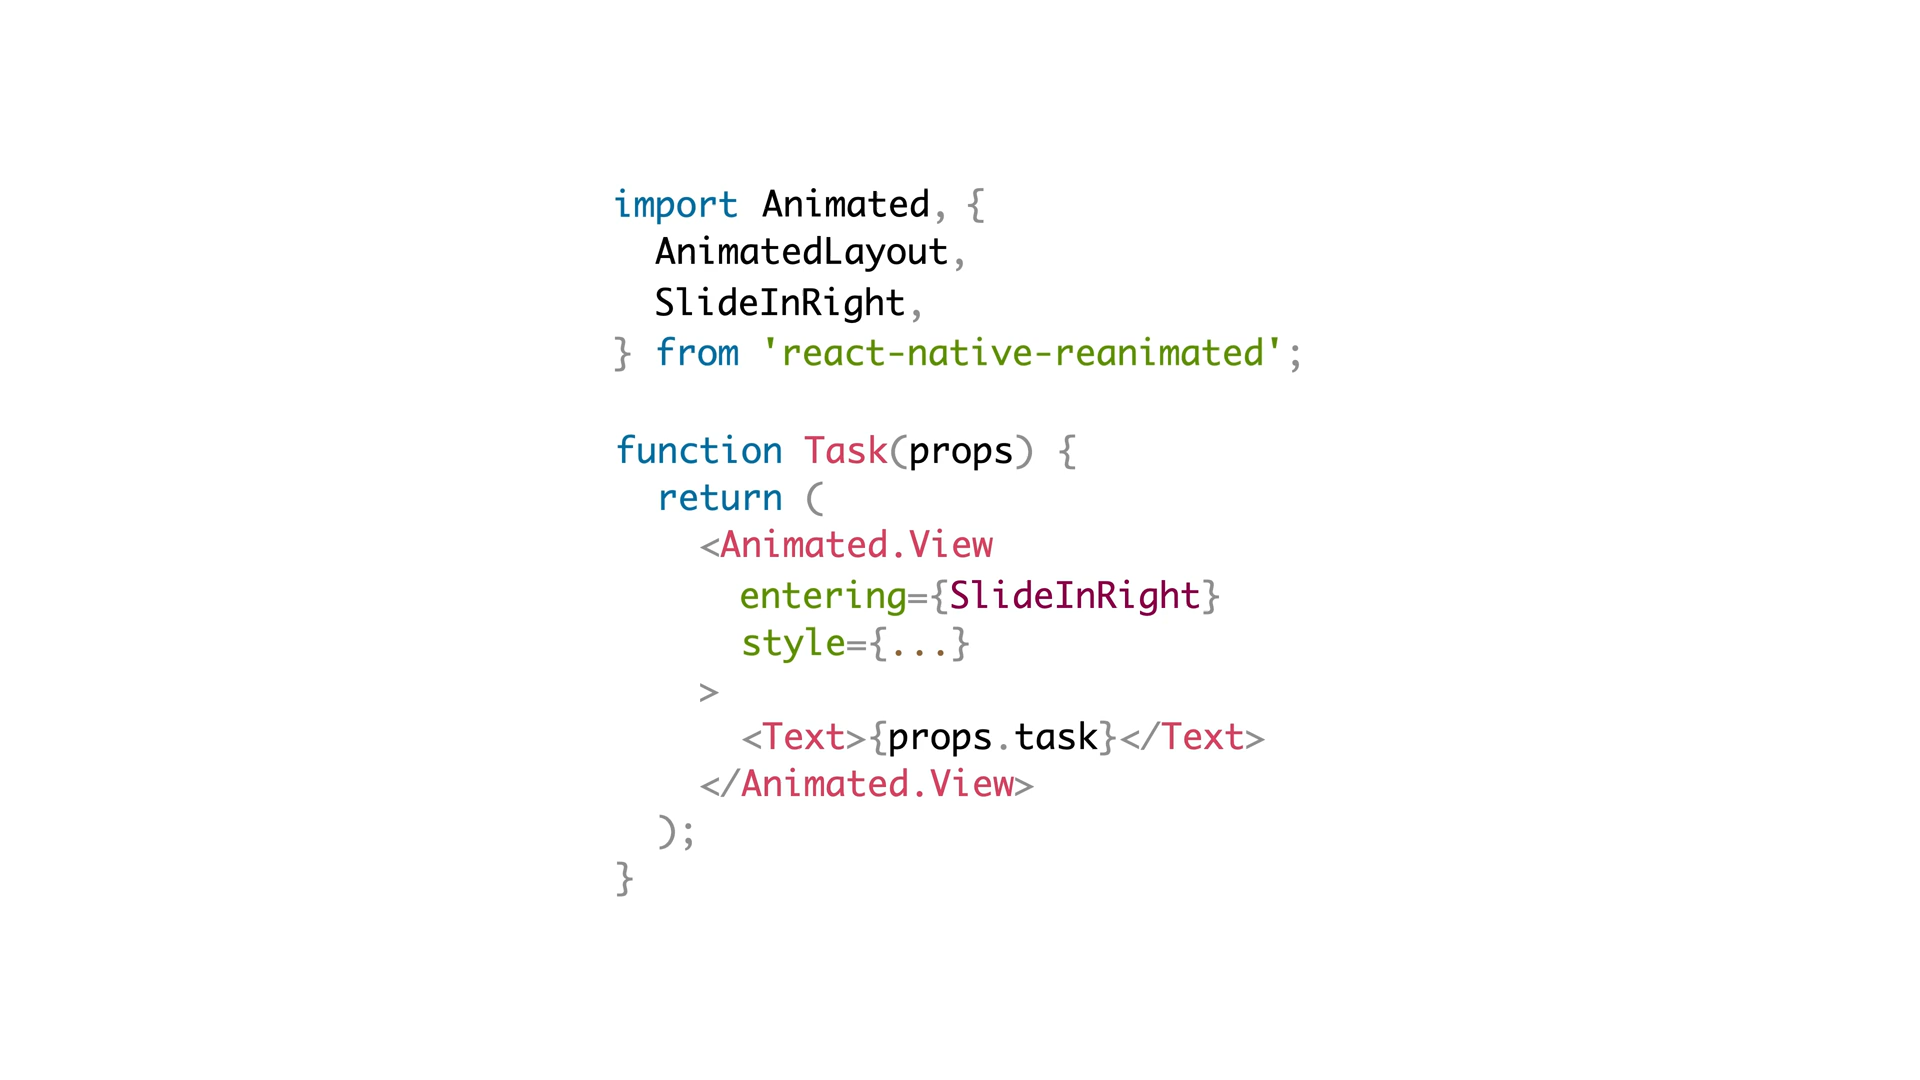 import Animated, {
  AnimatedLayout,
  SlideInRight,
} from 'react-native-reanimated';

function Task(props) {
  return (
    <Animated.View
      entering={SlideInRight}
      style={...}
    >
      <Text>{props.task}</Text>
    </Animated.View>
  );
}